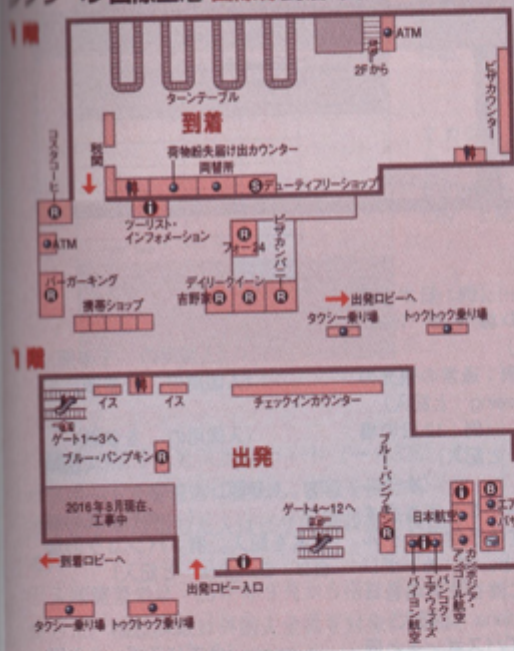 1階
ATM
2Fから
ターンテーブル
到着
ビザカウンター
荷物紛失届け出カウンター
両替所
税関
コスタコーヒー
S デューティフリーショップ
R
i
ツーリスト・
インフォメーション
ATM
R
フォー24
ピザカンパニー
バーガーキング
R
デイリークイーン
吉野家 R R R
携帯ショップ
→出発ロビーへ
タクシー乗り場
トゥクトゥク乗り場
1階
イス
イス
チェックインカウンター
ゲート1~3へ
ブルー・パンプキン R
出発
ブルー・パンプキン
R
2016年8月現在、
工事中
ゲート4~12へ
日本航空
i
B
←到着ロビーへ
i
出発ロビー入口
i
バイヨン航空
バンコク・
エアウェイズ
カンボジア・
アンコール航空
タクシー乗り場
トゥクトゥク乗り場